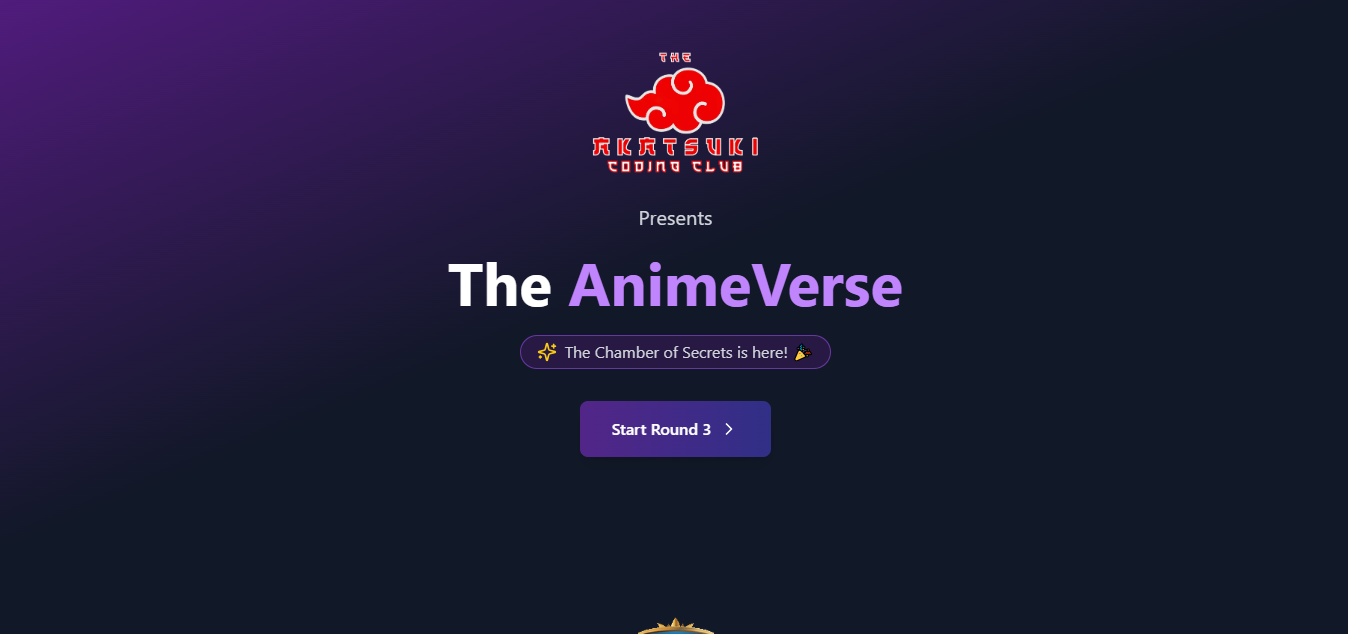 THE
AKATSUKI
CODING CLUB
Presents
The AnimeVerse
✨ The Chamber of Secrets is here! 🎉
Start Round 3